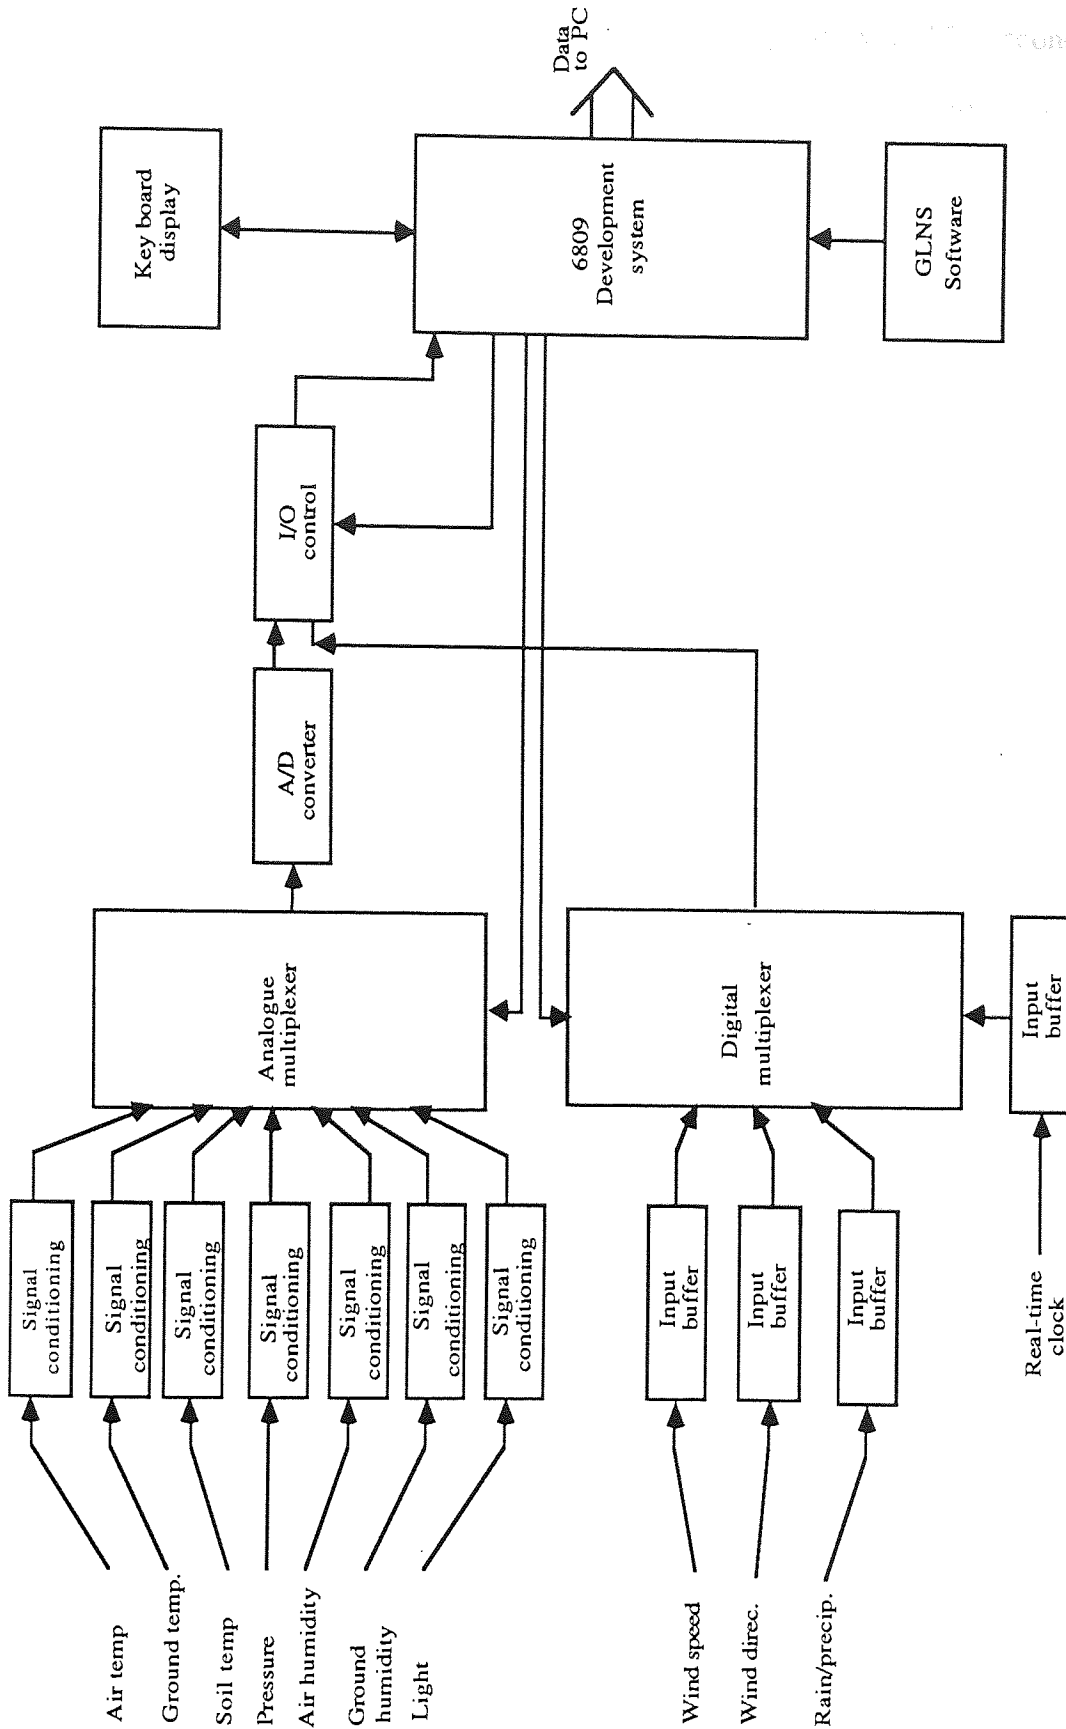 Air temp
Ground temp.
Soil temp
Pressure
Air humidity
Ground
humidity
Light
Signal
conditioning
Signal
conditioning
Signal
conditioning
Signal
conditioning
Signal
conditioning
Signal
conditioning
Signal
conditioning
Analogue
multiplexer
A/D
converter
I/O
control
Key board
display
6809
Development
system
Data
to PC
GLNS
Software
Wind speed
Wind direc.
Rain/precip.
Input
buffer
Input
buffer
Input
buffer
Digital
multiplexer
Real-time
clock
Input
buffer